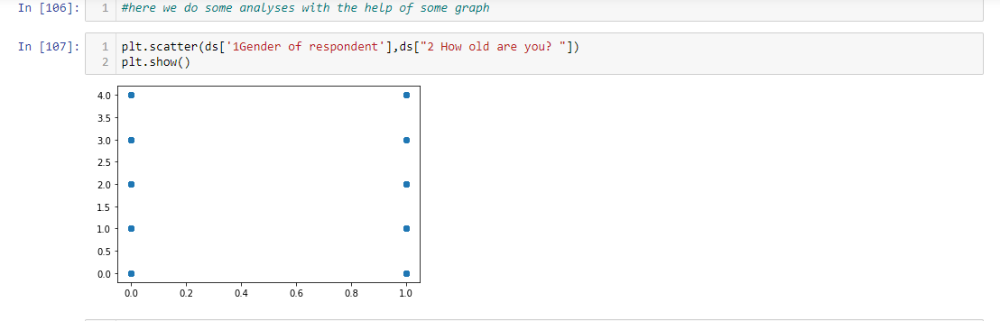 In [106]: 1 #here we do some analyses with the help of some graph
In [107]: 1 plt.scatter(ds['1Gender of respondent'],ds["2 How old are you? "])
2 plt.show()
4.0
3.5
3.0
2.5
2.0
1.5
1.0
0.5
0.0
0.0 0.2 0.4 0.6 0.8 1.0